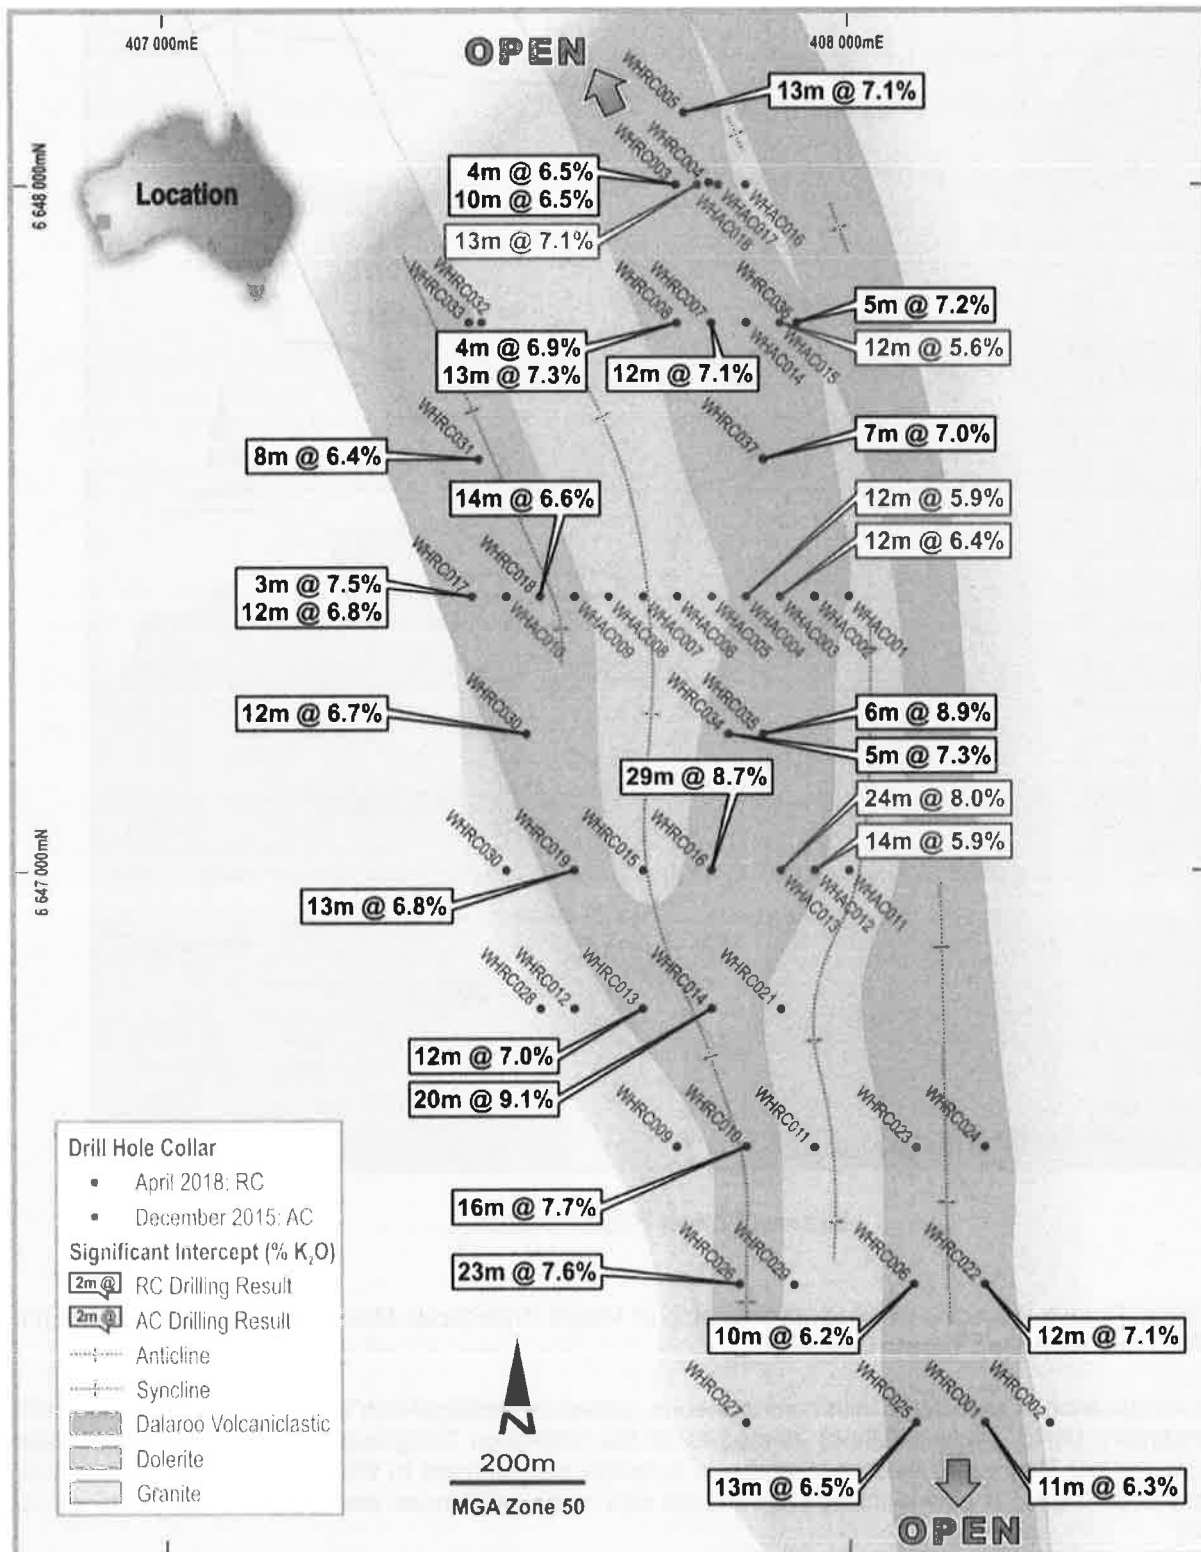 407 000mE
408 000mE
OPEN
WHRC005
13m @ 7.1%
6 648 000mN
Location
WHRC003
WHRC004
4m @ 6.5%
10m @ 6.5%
13m @ 7.1%
WHAC018
WHAC017
WHAC016
WHRC033
WHRC032
WHRC008
WHRC007
WHRC036
5m @ 7.2%
12m @ 5.6%
4m @ 6.9%
13m @ 7.3%
12m @ 7.1%
WHAC014
WHAC015
WHRC031
WHRC037
7m @ 7.0%
8m @ 6.4%
14m @ 6.6%
12m @ 5.9%
12m @ 6.4%
WHRC017
WHRC018
3m @ 7.5%
12m @ 6.8%
WHAC010
WHAC009
WHAC008
WHAC007
WHAC006
WHAC005
WHAC004
WHAC003
WHAC002
WHAC001
WHRC030
WHRC034
WHRC035
12m @ 6.7%
6m @ 8.9%
5m @ 7.3%
29m @ 8.7%
24m @ 8.0%
14m @ 5.9%
6 647 000mN
WHRC030
WHRC019
WHRC015
WHRC016
WHAC013
WHAC012
WHAC011
13m @ 6.8%
WHRC028
WHRC012
WHRC013
WHRC014
WHRC021
12m @ 7.0%
20m @ 9.1%
WHRC009
WHRC010
WHRC011
WHRC023
WHRC024
16m @ 7.7%
WHRC026
WHRC029
WHRC006
WHRC022
23m @ 7.6%
10m @ 6.2%
12m @ 7.1%
WHRC027
WHRC025
WHRC001
WHRC002
13m @ 6.5%
11m @ 6.3%
OPEN
Drill Hole Collar
April 2018: RC
December 2015: AC
Significant Intercept (% K₂O)
2m @ RC Drilling Result
2m @ AC Drilling Result
Anticline
Syncline
Dalaroo Volcaniclastic
Dolerite
Granite
N
200m
MGA Zone 50